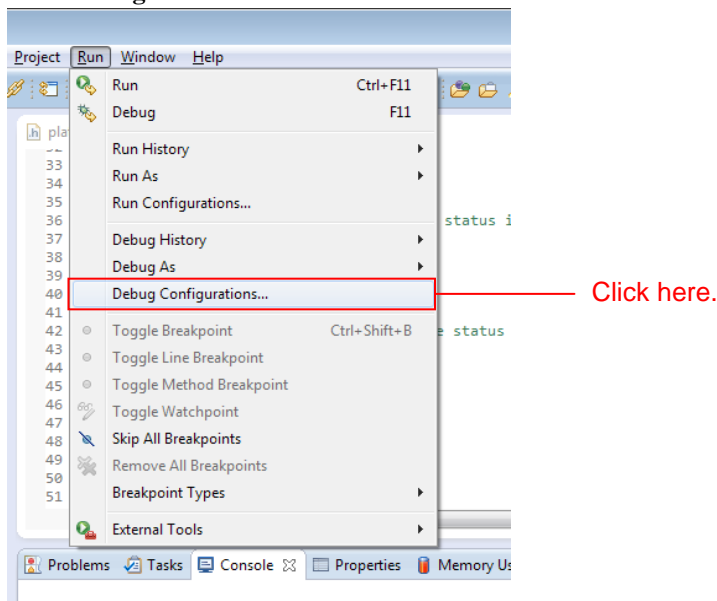 Project Run Window Help
Run Ctrl+F11
Debug F11
Run History
33
Run As
34
35
Run Configurations...
36
status i
37
Debug History
38
Debug As
39
40
Debug Configurations...
Click here.
41
42
Toggle Breakpoint Ctrl+Shift+B
status
43
Toggle Line Breakpoint
44
45
Toggle Method Breakpoint
46
Toggle Watchpoint
47
48
Skip All Breakpoints
49
Remove All Breakpoints
50
51
Breakpoint Types
External Tools
Problems Tasks Console Properties Memory Us